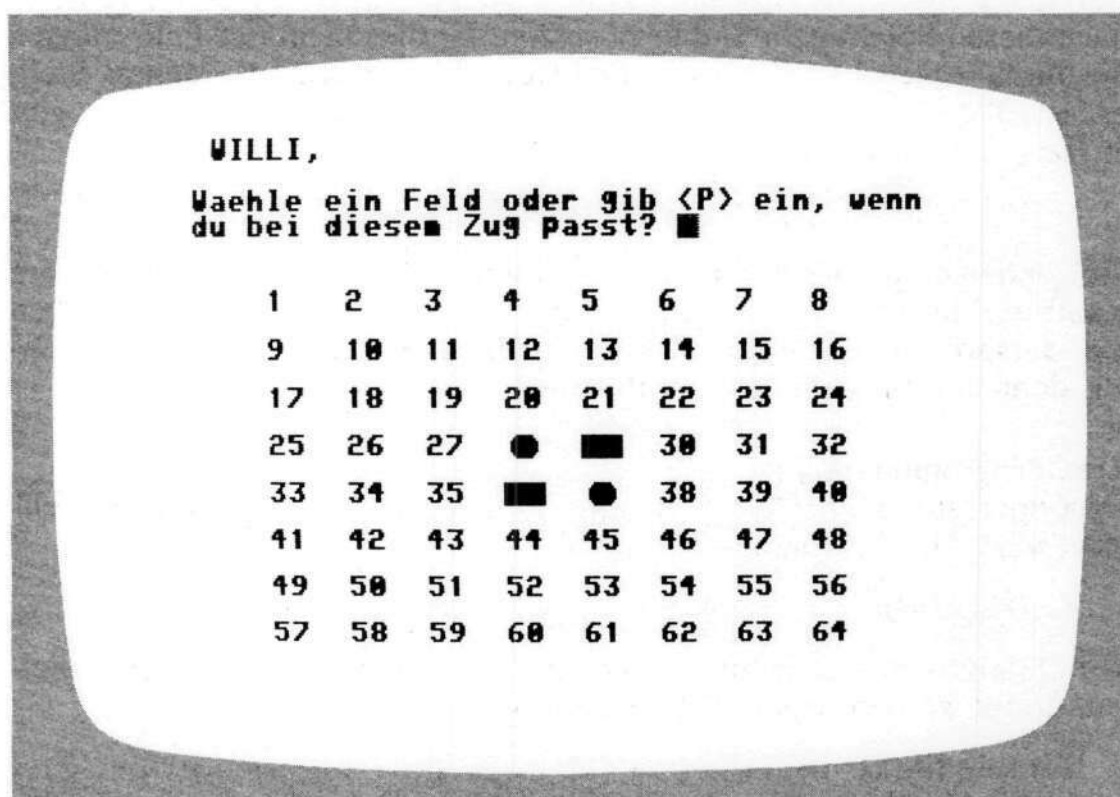 WILLI,
Waehle ein Feld oder gib <P> ein, wenn
du bei diesem Zug passt?
1 2 3 4 5 6 7 8
9 10 11 12 13 14 15 16
17 18 19 20 21 22 23 24
25 26 27 30 31 32
33 34 35 38 39 40
41 42 43 44 45 46 47 48
49 50 51 52 53 54 55 56
57 58 59 60 61 62 63 64